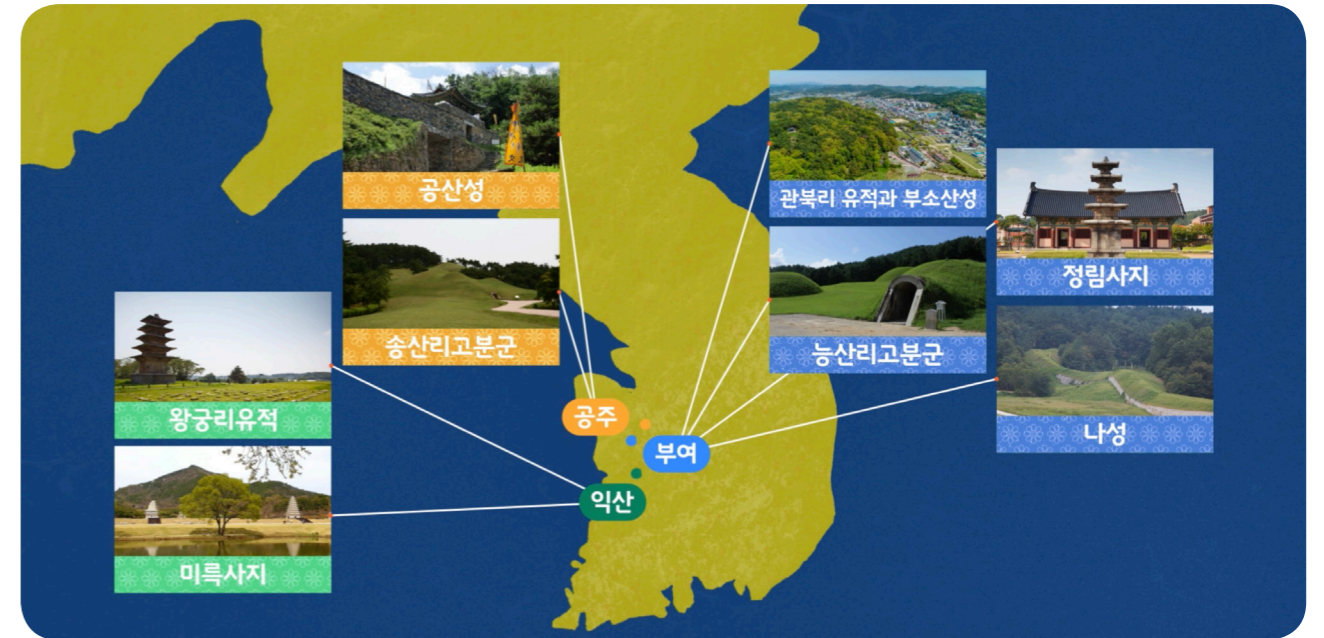 공산성
관북리 유적과 부소산성
정림사지
송산리고분군
능산리고분군
왕궁리유적
나성
공주
부여
익산
미륵사지